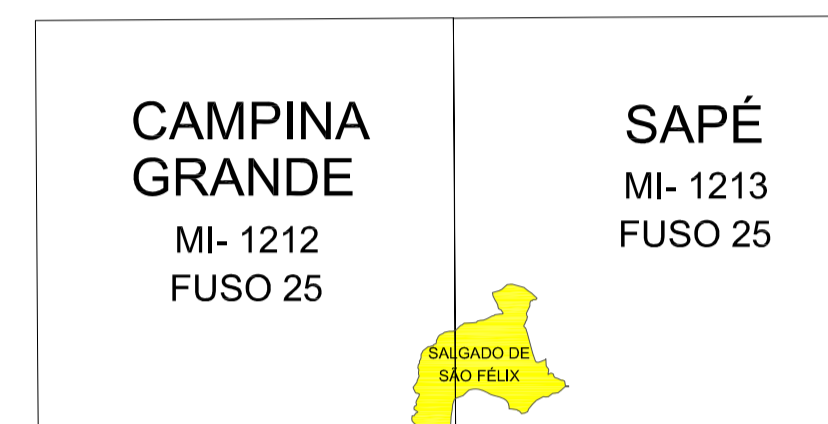 CAMPINA
GRANDE
MI- 1212
FUSO 25
SAPÉ
MI- 1213
FUSO 25
SALGADO DE
SÃO FÉLIX